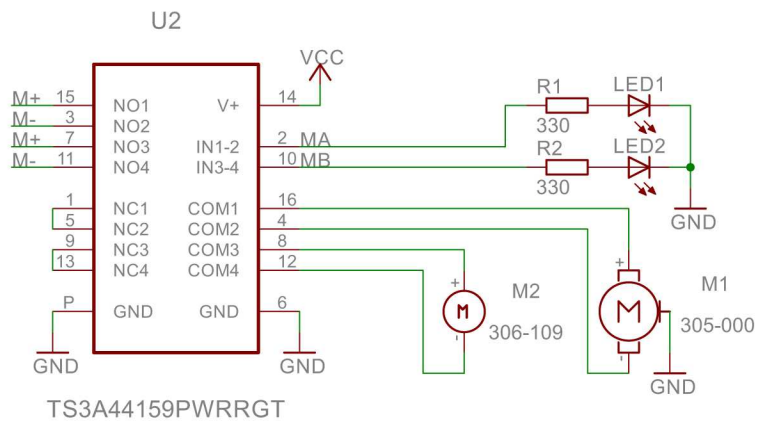 U2
VCC
M+ 15 NO1 V+ 14
M- 3 NO2
M+ 7 NO3 IN1-2 2 MA
M- 11 NO4 IN3-4 10 MB
1 NC1 COM1 16
5 NC2 COM2 4
9 NC3 COM3 8
13 NC4 COM4 12
P GND GND 6
GND
GND
TS3A44159PWRRGT
R1 LED1
330
R2 LED2
330
GND
+
M
-
M2
306-109
+
M
-
M1
305-000
GND